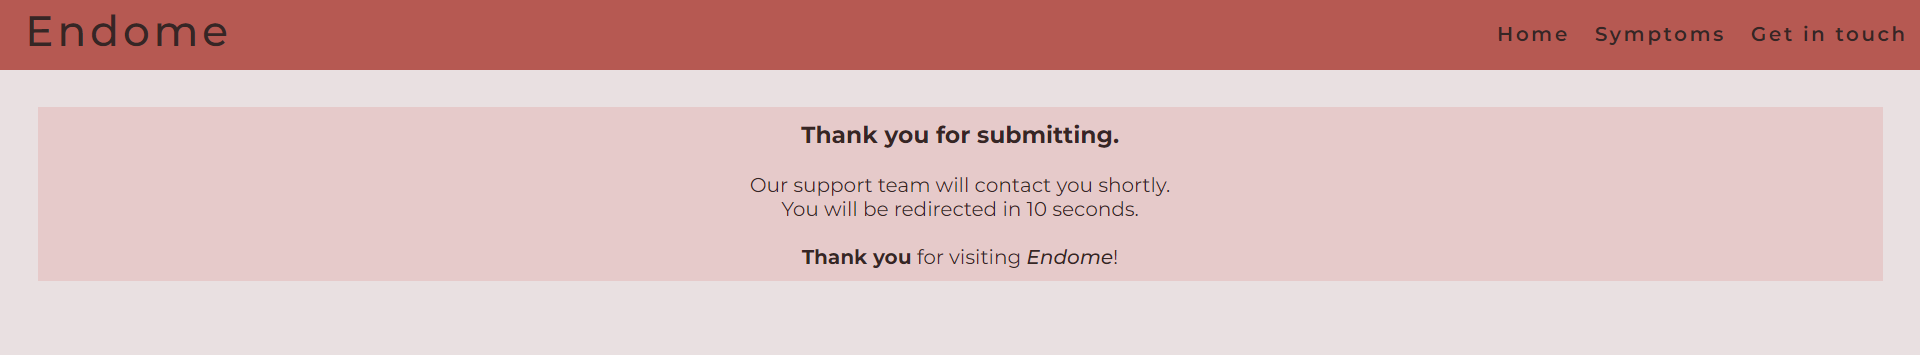 Endome
Home Symptoms Get in touch
Thank you for submitting.
Our support team will contact you shortly.
You will be redirected in 10 seconds.
Thank you for visiting Endome!